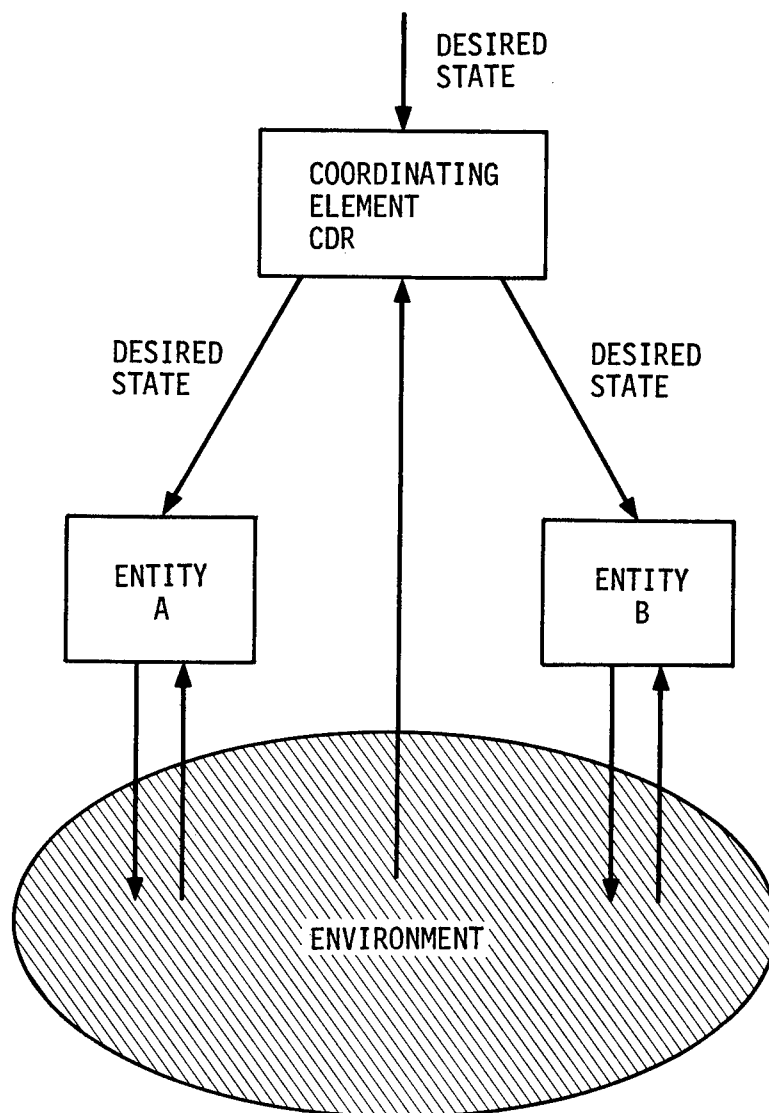 DESIRED
STATE
COORDINATING
ELEMENT
CDR
DESIRED
STATE
DESIRED
STATE
ENTITY
A
ENTITY
B
ENVIRONMENT